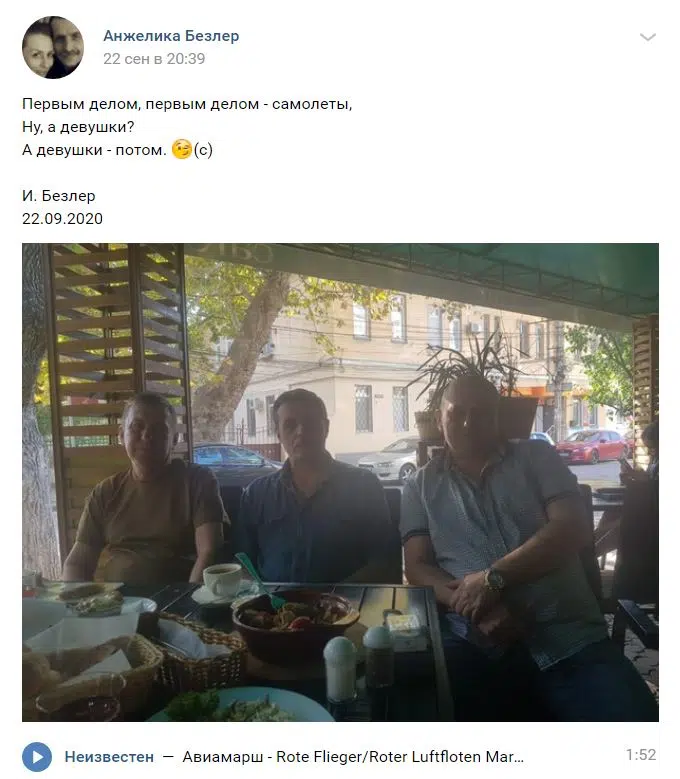 Анжелика Безлер
22 сен в 20:39
Первым делом, первым делом - самолеты,
Ну, а девушки?
А девушки - потом. 😉(с)
И. Безлер
22.09.2020
Неизвестен — Авиамарш - Rote Flieger/Roter Luftfloten Mar...
1:52